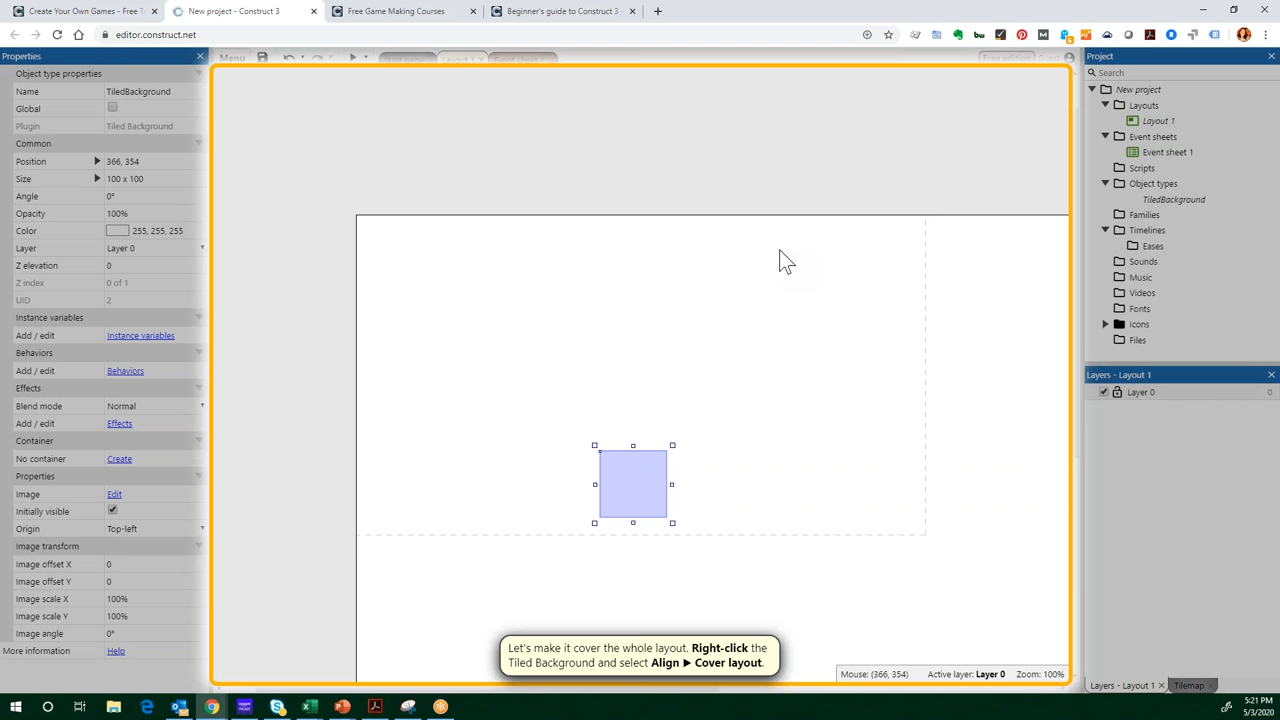 Create Your Own Games - Free T
New project - Construct 3
Free Game Making Courses
Beginner's guide to Construct 3
editor.construct.net
Properties
Menu
Layout 1
Event sheet 1
Free edition
Guest
Project
Object type properties
Name TiledBackground
Global
Plugin Tiled Background
Common
Position 366, 354
Size 100 x 100
Angle 0°
Opacity 100%
Color 255, 255, 255
Layer Layer 0
Z elevation 0
Z index 0 of 1
UID 2
Instance variables
Add / edit Instance variables
Behaviors
Add / edit Behaviors
Effects
Blend mode Normal
Add / edit Effects
Container
No container Create
Properties
Image Edit
Initially visible
Origin Top-left
Image transform
Image offset X 0
Image offset Y 0
Image scale X 100%
Image scale Y 100%
Image angle 0°
More information Help
Search
New project
Layouts
Layout 1
Event sheets
Event sheet 1
Scripts
Object types
TiledBackground
Families
Timelines
Eases
Sounds
Music
Videos
Fonts
Icons
Files
Layers - Layout 1
Layer 0 0
Let's make it cover the whole layout. Right-click the
Tiled Background and select Align ▶ Cover layout.
Mouse: (366, 354) Active layer: Layer 0 Zoom: 100%
Layers - Layout 1
Tilemap
5:21 PM
5/3/2020